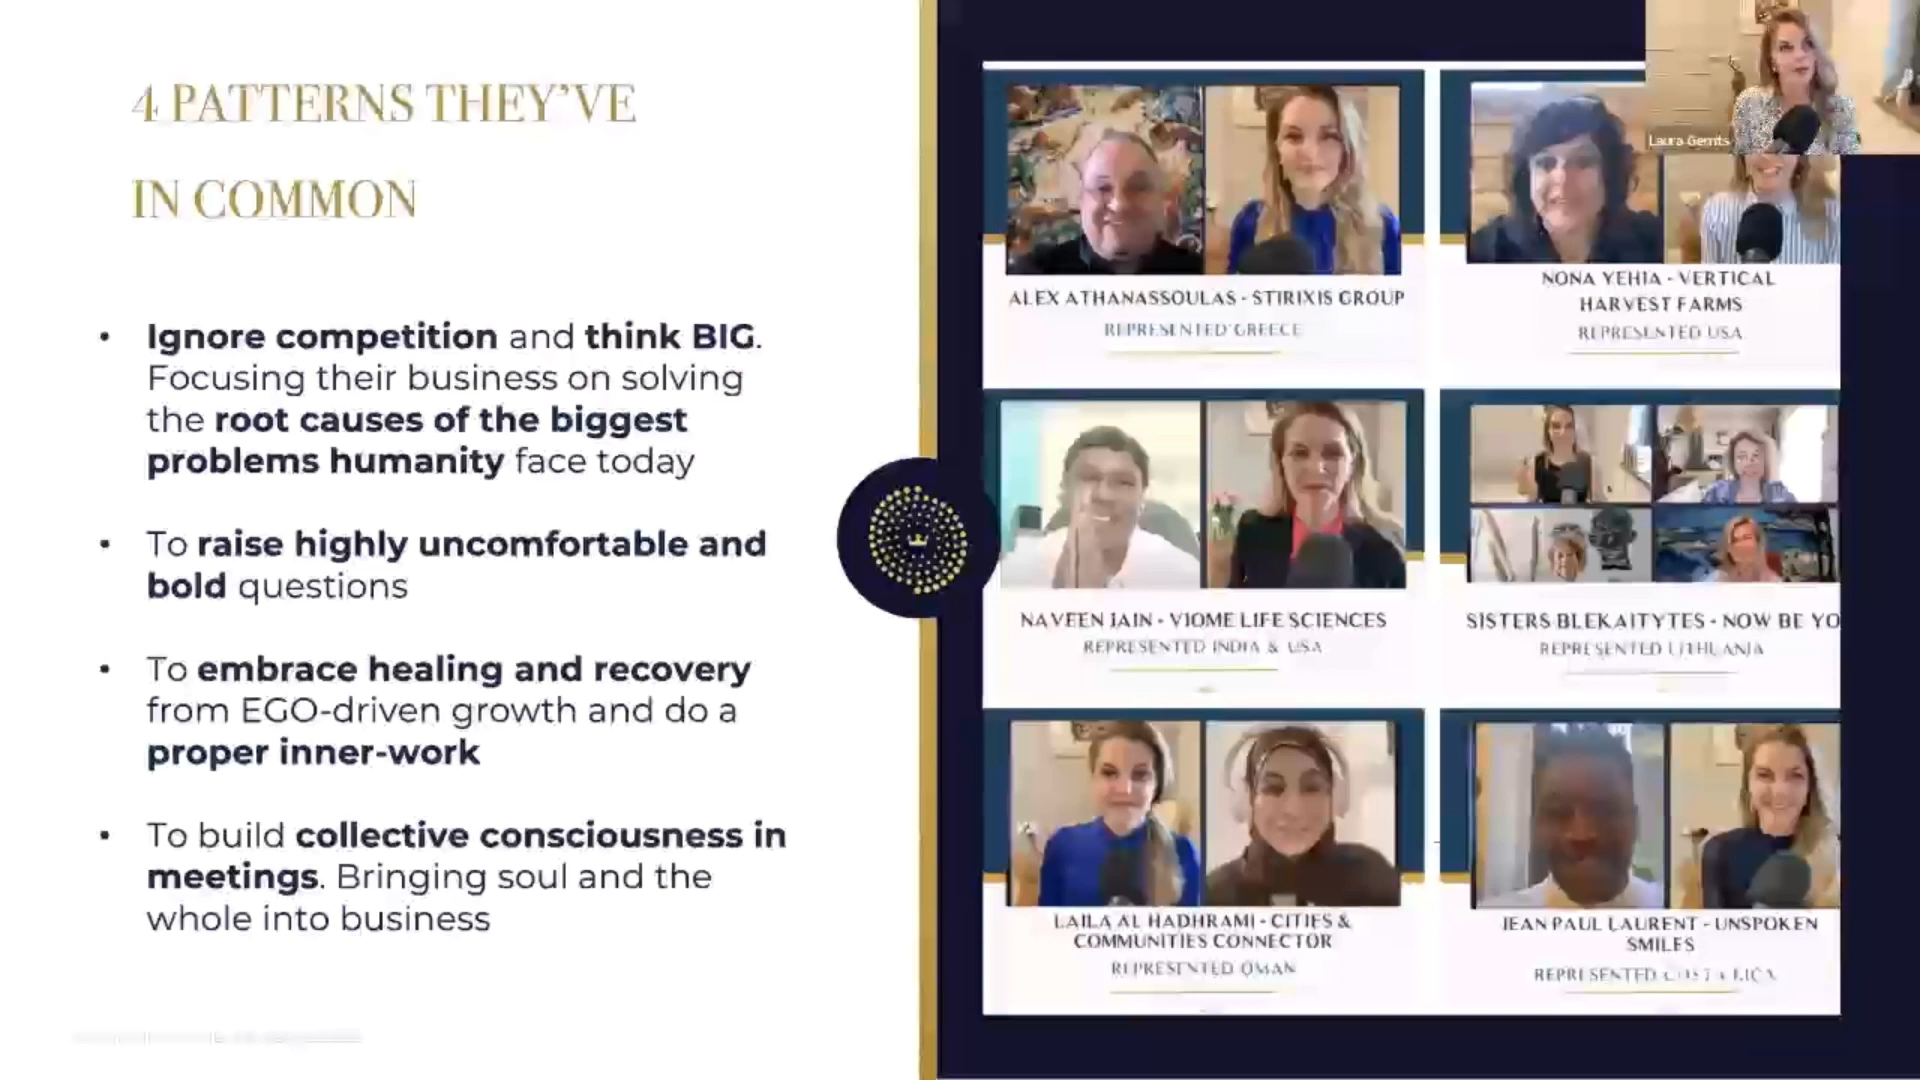 4 PATTERNS THEY'VE
IN COMMON
• Ignore competition and think BIG.
Focusing their business on solving
the root causes of the biggest
problems humanity face today
• To raise highly uncomfortable and
bold questions
• To embrace healing and recovery
from EGO-driven growth and do a
proper inner-work
• To build collective consciousness in
meetings. Bringing soul and the
whole into business
Laura Gerrits
ALEX ATHANASSOULAS - STIRIXIS GROUP
REPRESENTED GREECE
NONA YEHIA - VERTICAL
HARVEST FARMS
REPRESENTED USA
NAVEEN JAIN - VIOME LIFE SCIENCES
REPRESENTED INDIA & USA
SISTERS BLEKAITYTES - NOW BE YO
REPRESENTED LITHUANIA
LAILA AL HADHRAMI - CITIES &
COMMUNITIES CONNECTOR
REPRESENTED OMAN
JEAN PAUL LAURENT - UNSPOKEN
SMILES
REPRESENTED COSTA RICA